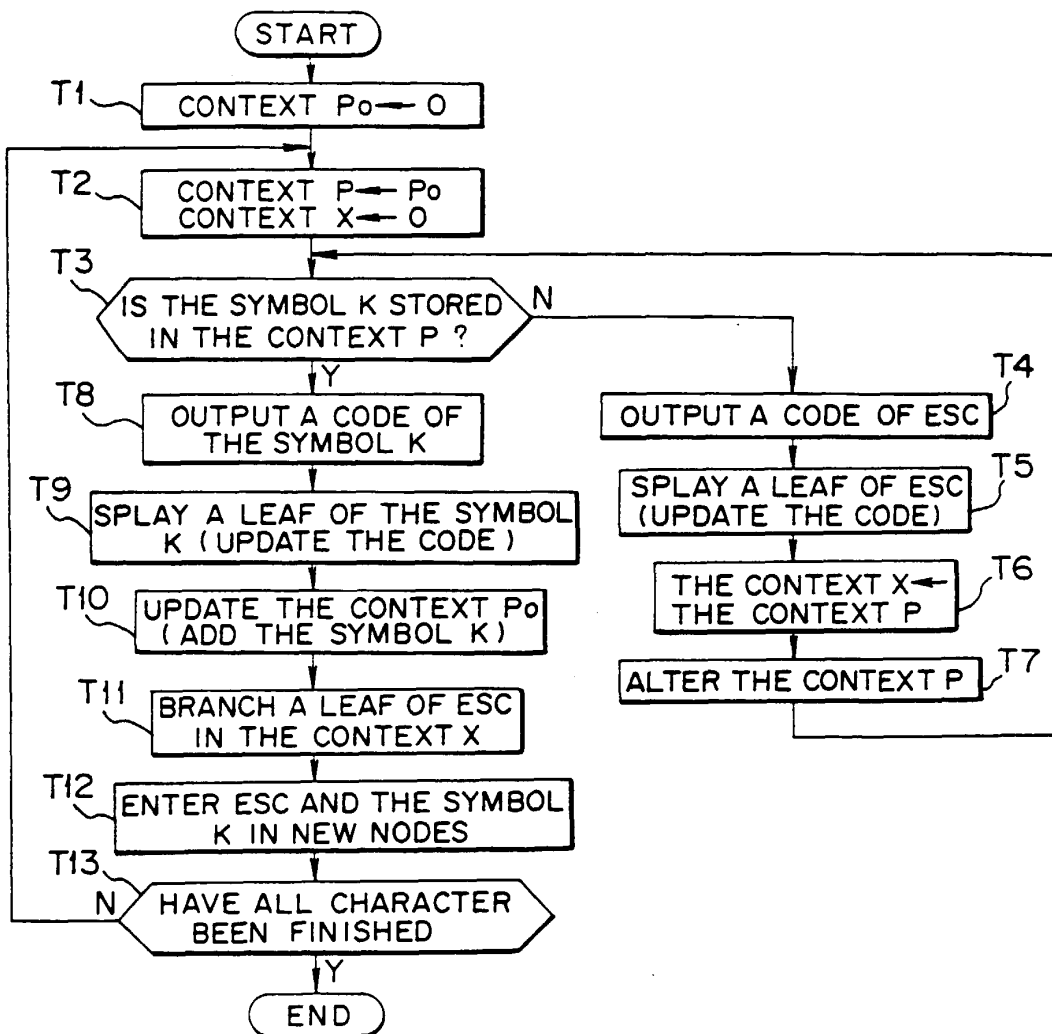 START
T1
CONTEXT Po ← O
T2
CONTEXT P ← Po
CONTEXT X ← O
T3
IS THE SYMBOL K STORED
IN THE CONTEXT P ?
N
Y
T8
OUTPUT A CODE OF
THE SYMBOL K
T9
SPLAY A LEAF OF THE SYMBOL
K (UPDATE THE CODE)
T10
UPDATE THE CONTEXT Po
(ADD THE SYMBOL K)
T11
BRANCH A LEAF OF ESC
IN THE CONTEXT X
T12
ENTER ESC AND THE SYMBOL
K IN NEW NODES
T13
N
HAVE ALL CHARACTER
BEEN FINISHED
Y
END
T4
OUTPUT A CODE OF ESC
T5
SPLAY A LEAF OF ESC
(UPDATE THE CODE)
T6
THE CONTEXT X ←
THE CONTEXT P
T7
ALTER THE CONTEXT P